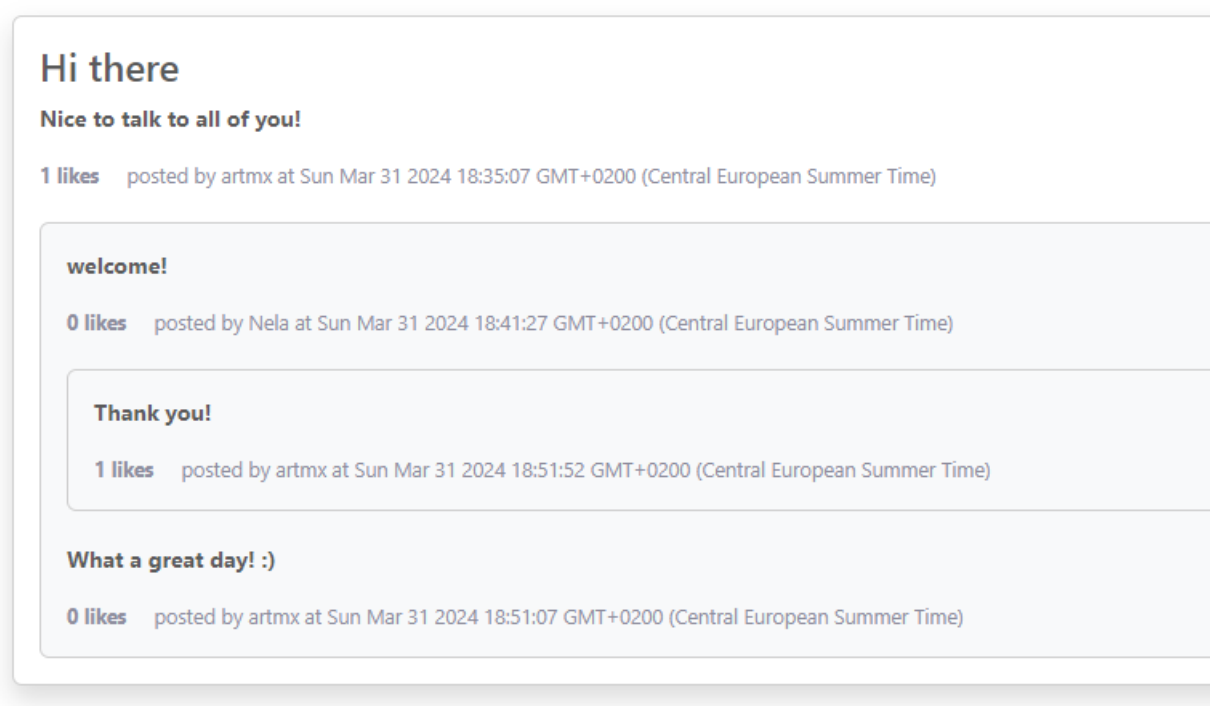 Hi there
Nice to talk to all of you!
1 likes posted by artmx at Sun Mar 31 2024 18:35:07 GMT+0200 (Central European Summer Time)
welcome!
0 likes posted by Nela at Sun Mar 31 2024 18:41:27 GMT+0200 (Central European Summer Time)
Thank you!
1 likes posted by artmx at Sun Mar 31 2024 18:51:52 GMT+0200 (Central European Summer Time)
What a great day! :)
0 likes posted by artmx at Sun Mar 31 2024 18:51:07 GMT+0200 (Central European Summer Time)